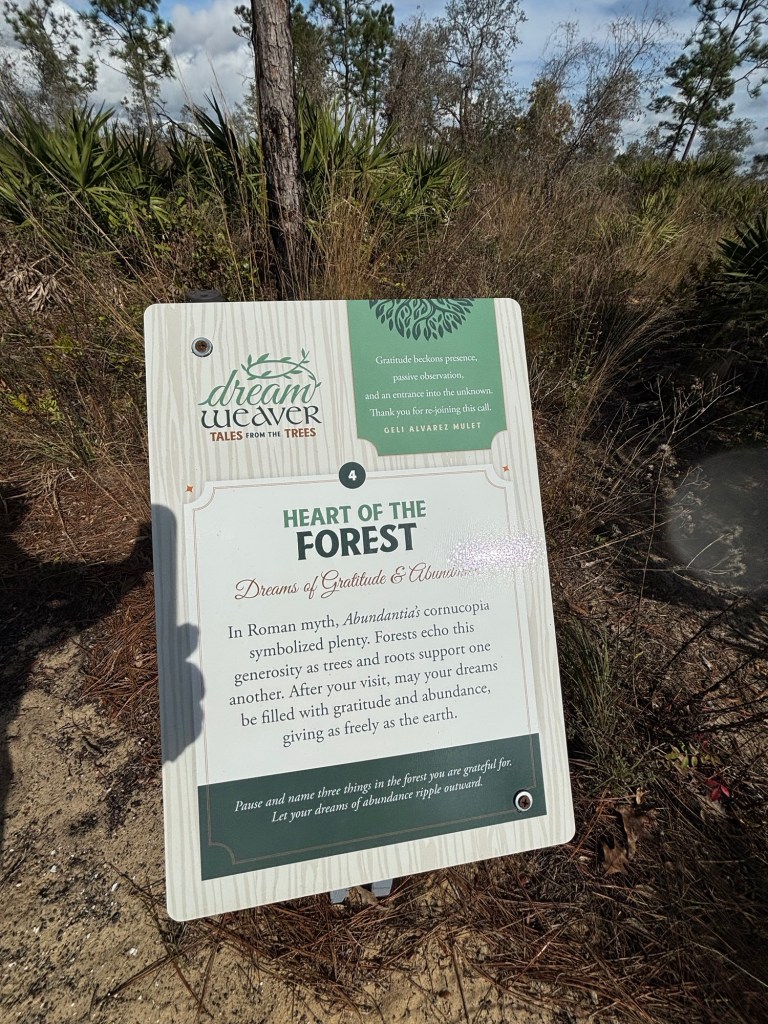 dream
WEAVER
TALES FROM THE TREES
Gratitude beckons presence,
passive observation,
and an entrance into the unknown.
Thank you for re-joining this call.
GELI ALVAREZ MULET
4
HEART OF THE
FOREST
Dreams of Gratitude &
In Roman myth, Abundantia's cornucopia
symbolized plenty. Forests echo this
generosity as trees and roots support one
another. After your visit, may your dreams
be filled with gratitude and abundance,
giving as freely as the earth.
Pause and name three things in the forest you are grateful for.
Let your dreams of abundance ripple outward.